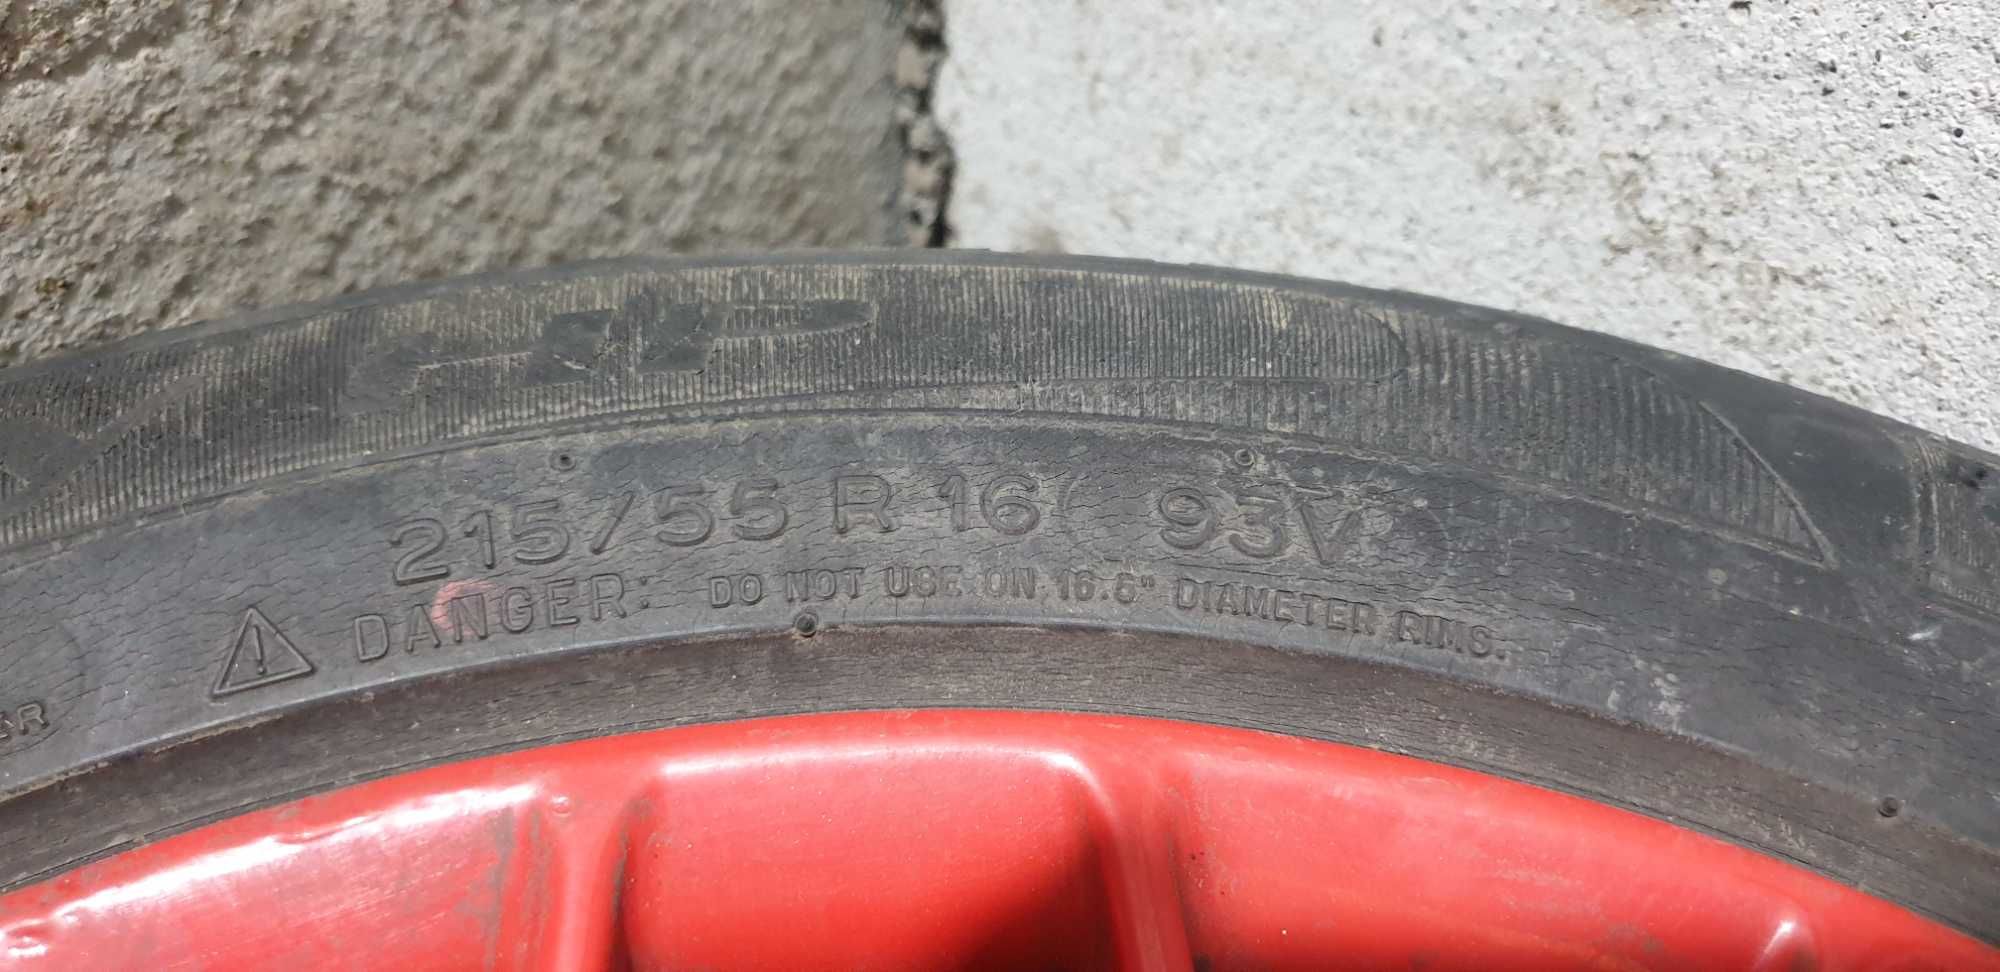 215/55 R 16 93V
DANGER: DO NOT USE ON 16.5" DIAMETER RIMS.